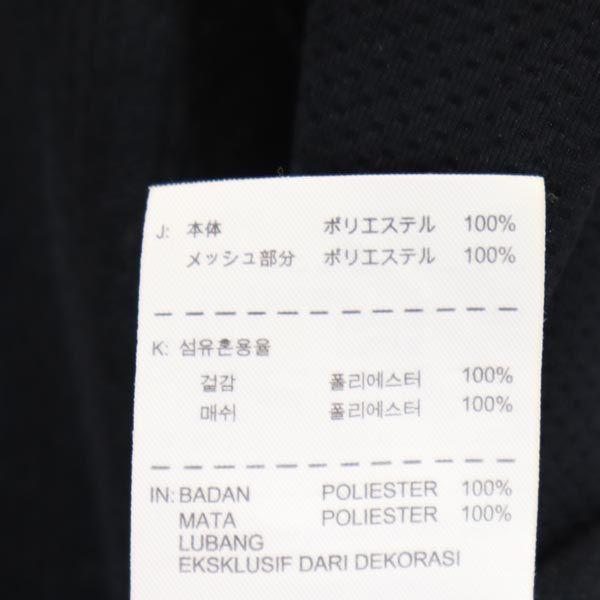 J: 本体 ポリエステル 100%
メッシュ部分 ポリエステル 100%
K: 섬유혼용율
겉감 폴리에스터 100%
매쉬 폴리에스터 100%
IN: BADAN POLIESTER 100%
MATA POLIESTER 100%
LUBANG
EKSKLUSIF DARI DEKORASI